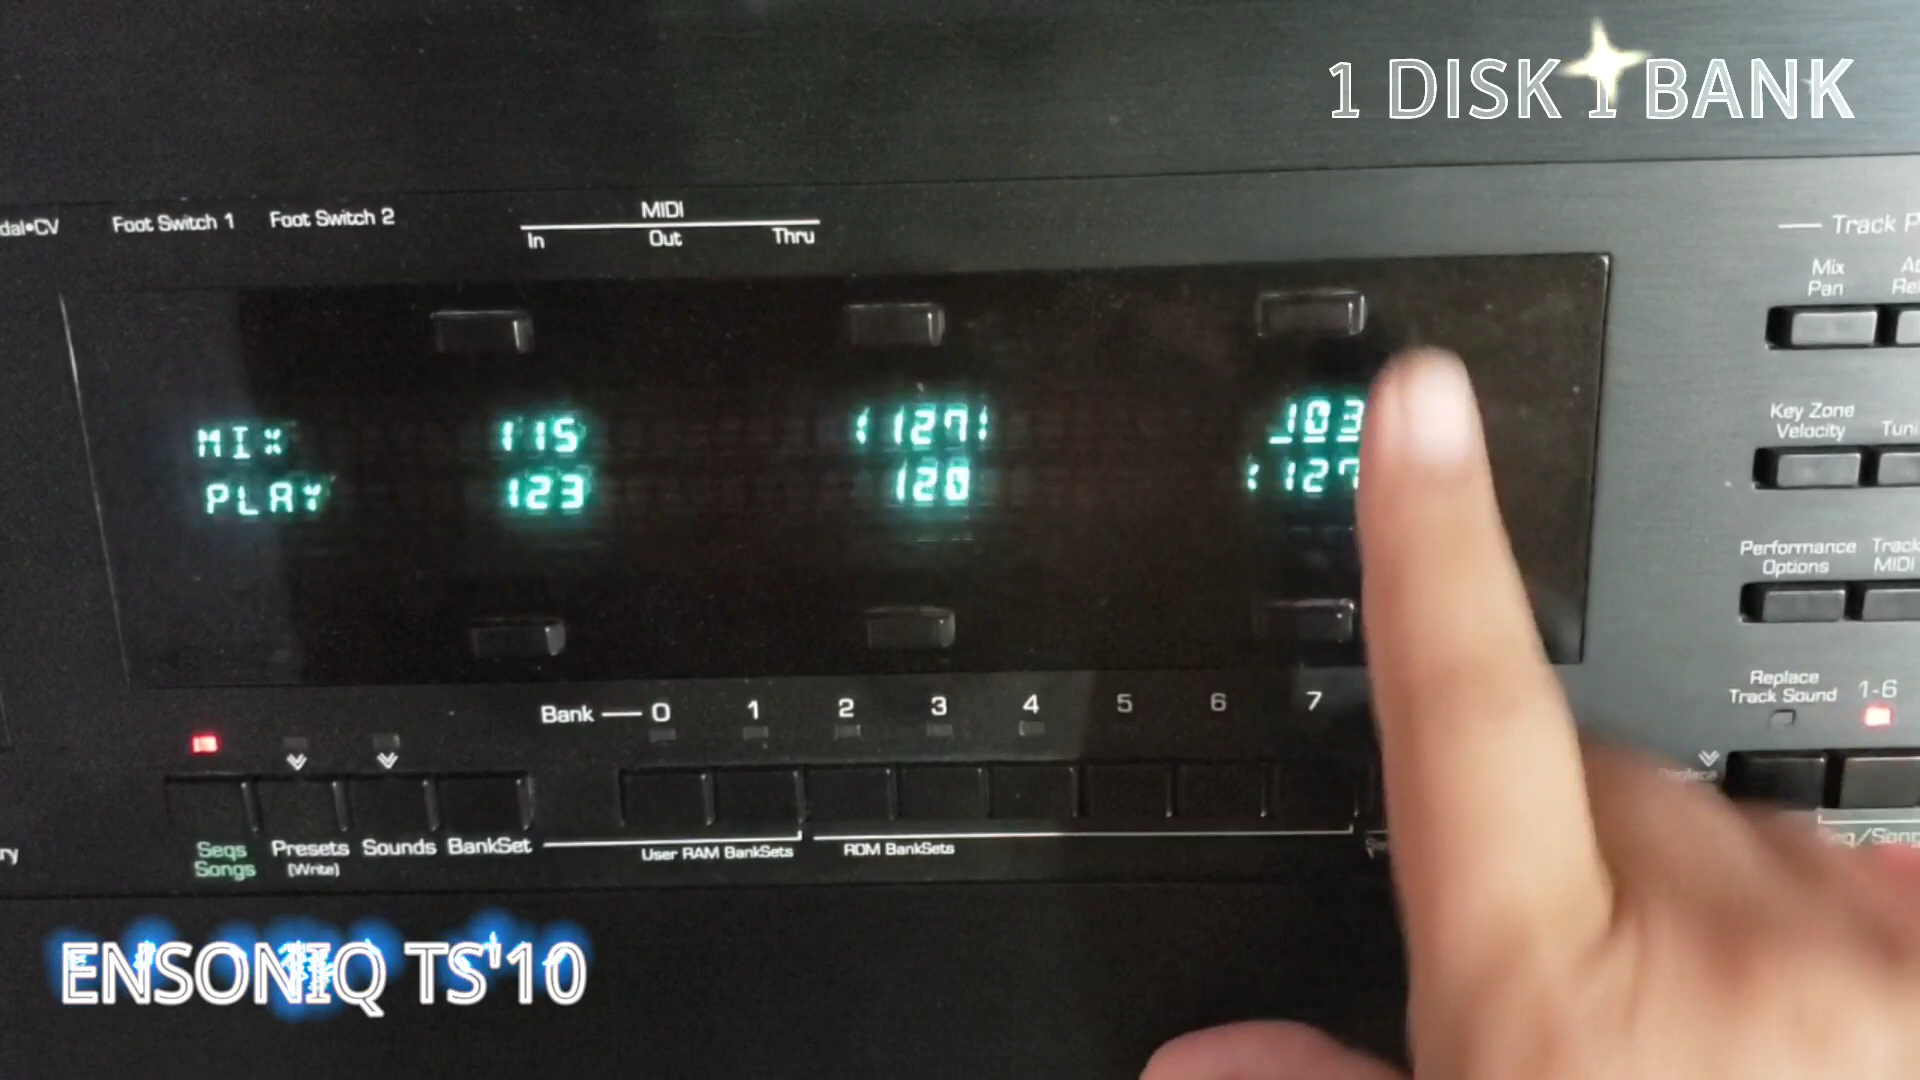 1 DISK 1 BANK
MIDI
Foot Switch 1 Foot Switch 2
In Out Thru
Track
Mix
Pan
MIX 115 (127) 103
PLAY 123 120 (127
Key Zone
Velocity
Performance Track
Options MIDI
Replace
Track Sound 1-6
Bank 0 1 2 3 4 5 6 7
Seqs Presets Sounds BankSet
Songs (Write)
User RAM BankSets ROM BankSets
ENSONIQ TS'10